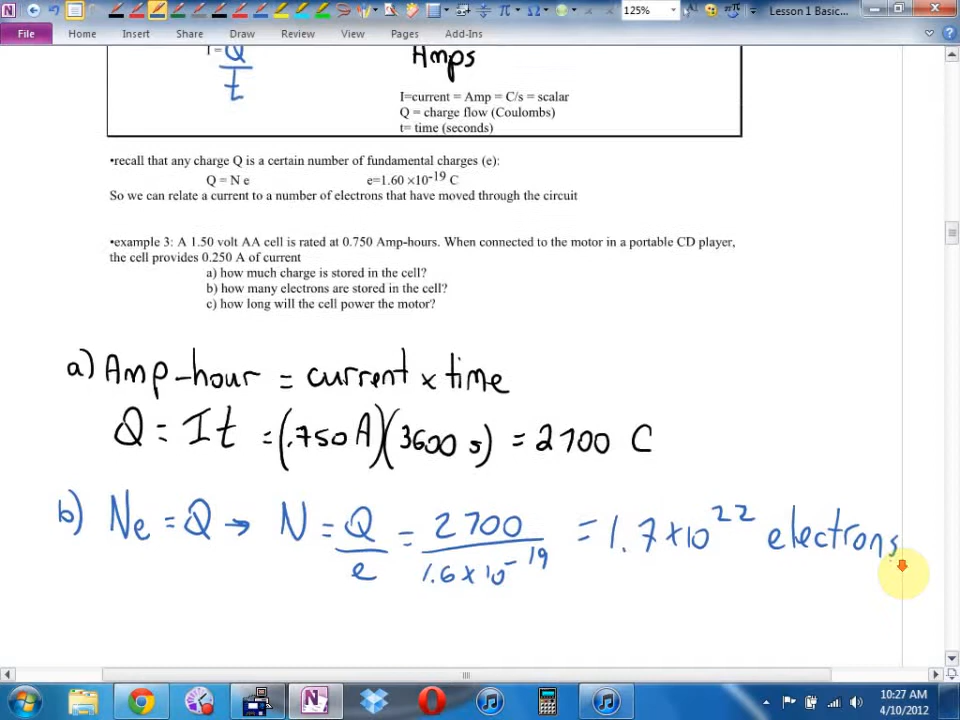 125%
Lesson 1 Basic...
File Home Insert Share Draw Review View Pages Add-Ins
I = Q
t
Amps
I=current = Amp = C/s = scalar
Q = charge flow (Coulombs)
t= time (seconds)
•recall that any charge Q is a certain number of fundamental charges (e):
Q = N e e=1.60 ×10⁻¹⁹ C
So we can relate a current to a number of electrons that have moved through the circuit
•example 3: A 1.50 volt AA cell is rated at 0.750 Amp-hours. When connected to the motor in a portable CD player,
the cell provides 0.250 A of current
a) how much charge is stored in the cell?
b) how many electrons are stored in the cell?
c) how long will the cell power the motor?
a) Amp-hour = current × time
Q = It = (.750A)(3600 s) = 2700 C
b) Ne = Q → N = Q = 2700 = 1.7×10²² electrons
e 1.6×10⁻¹⁹
10:27 AM
4/10/2012